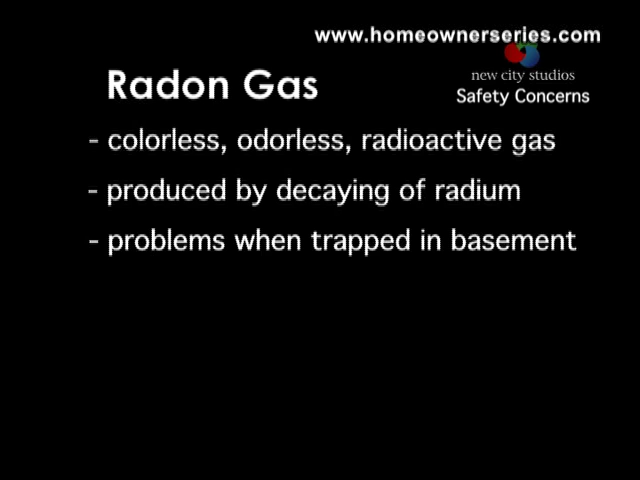 www.homeownerseries.com
new city studios
Radon Gas
Safety Concerns
- colorless, odorless, radioactive gas
- produced by decaying of radium
- problems when trapped in basement